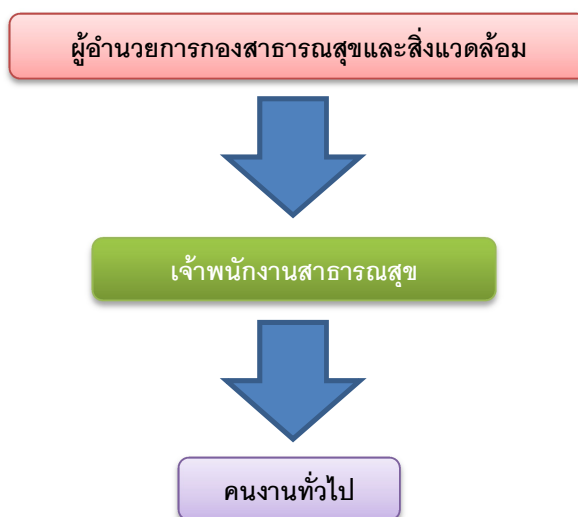 ผู้อำนวยการกองสาธารณสุขและสิ่งแวดล้อม
เจ้าพนักงานสาธารณสุข
คนงานทั่วไป